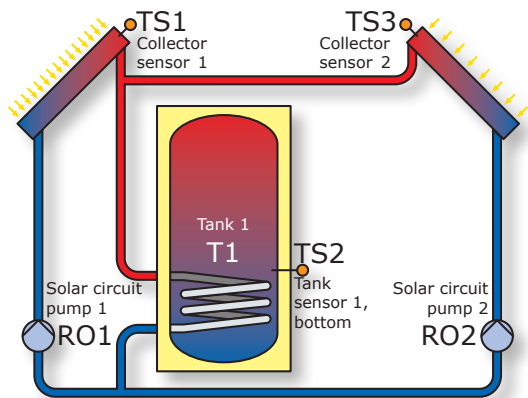 TS1
Collector
sensor 1
TS3
Collector
sensor 2
Tank 1
T1
TS2
Tank
sensor 1,
bottom
Solar circuit
pump 1
RO1
Solar circuit
pump 2
RO2